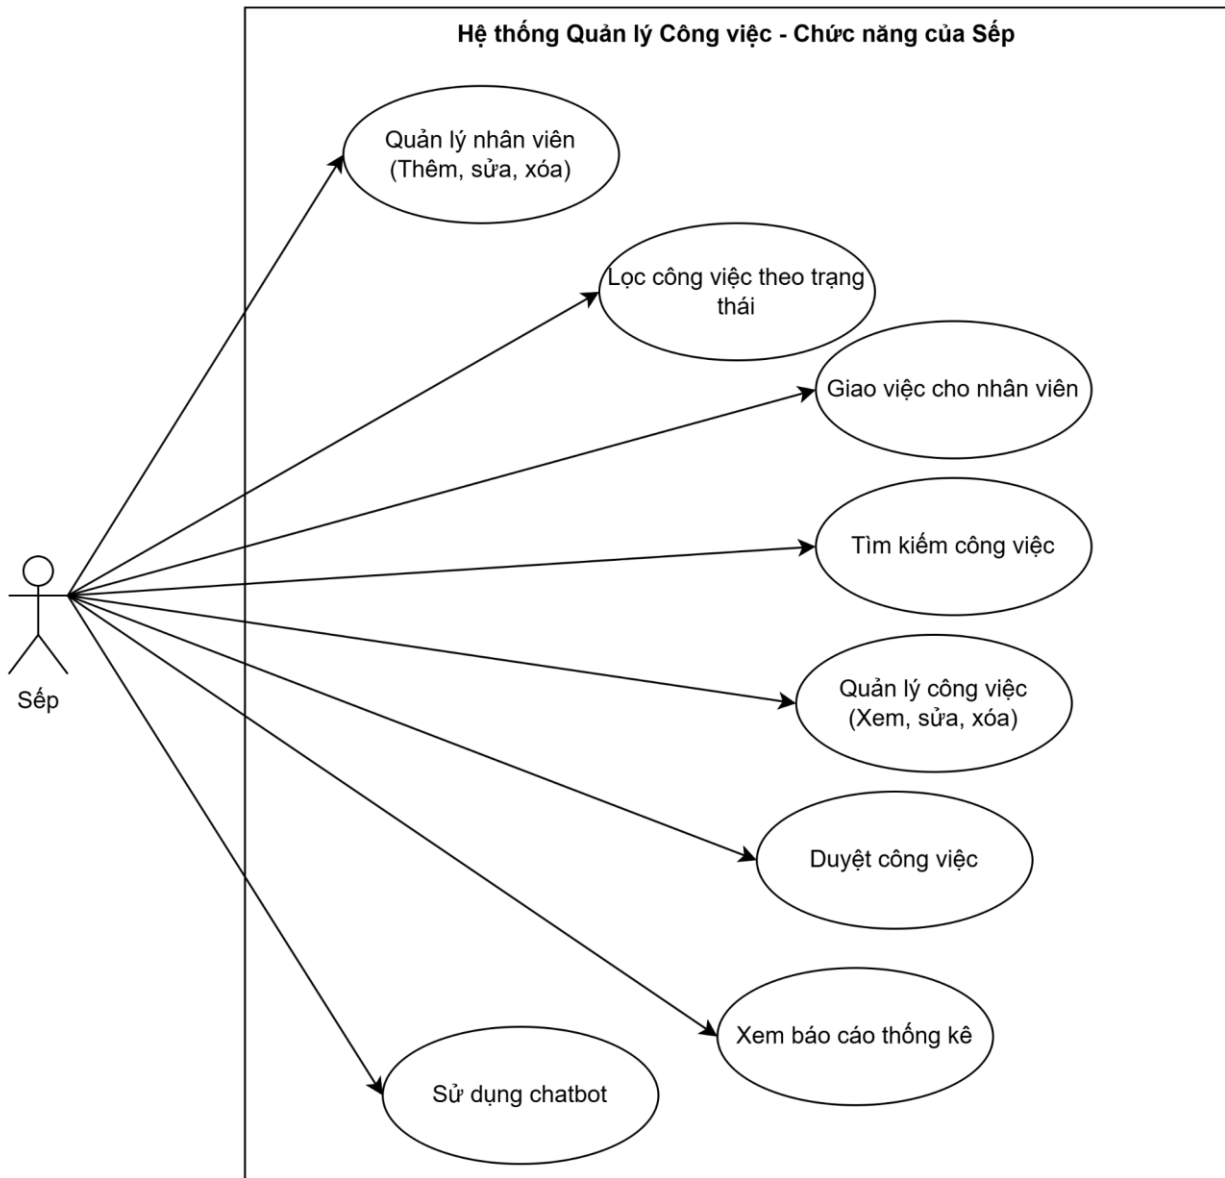 Hệ thống Quản lý Công việc - Chức năng của Sếp
Quản lý nhân viên
(Thêm, sửa, xóa)
Lọc công việc theo trạng
thái
Giao việc cho nhân viên
Tìm kiếm công việc
Sếp
Quản lý công việc
(Xem, sửa, xóa)
Duyệt công việc
Xem báo cáo thống kê
Sử dụng chatbot